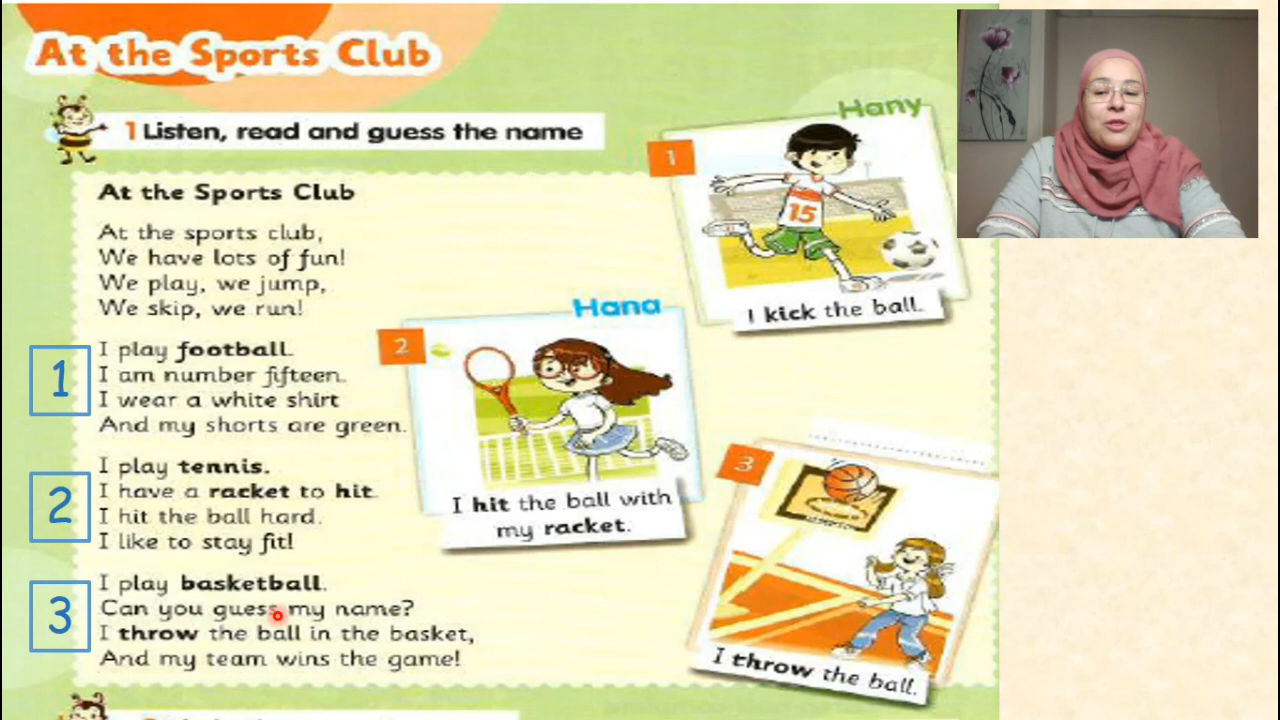 At the Sports Club
1 Listen, read and guess the name
At the Sports Club
At the sports club,
We have lots of fun!
We play, we jump,
We skip, we run!
1
I play football.
I am number fifteen.
I wear a white shirt
And my shorts are green.
2
I play tennis.
I have a racket to hit.
I hit the ball hard.
I like to stay fit!
3
I play basketball.
Can you guess my name?
I throw the ball in the basket,
And my team wins the game!
Hany
1
15
I kick the ball.
Hana
2
I hit the ball with
my racket.
3
I throw the ball.